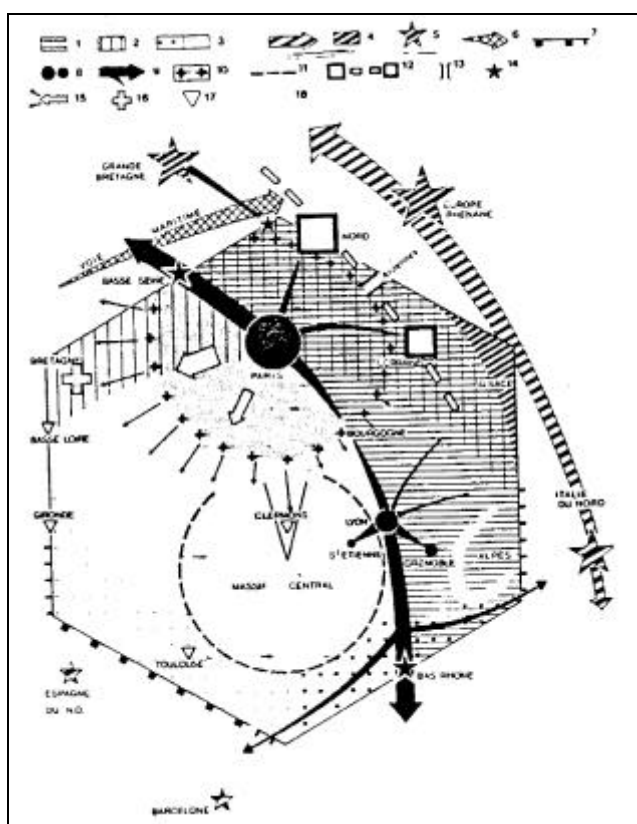 1 2 3 4 5 6 7
8 9 10 11 12 13 14
15 16 17 18
GRANDE
BRETAGNE
EUROPE
RHENANE
VOIE MARITIME
NORD
BASSE SEINE
PARIS
ALSACE
BRETAGNE
BOURGOGNE
BASSE LOIRE
GIRONDE
CLERMONT
LYON
ST ETIENNE
GRENOBLE
ALPES
ITALIE
DU NORD
MASSIF CENTRAL
TOULOUSE
BAS RHONE
ESPAGNE
DU N.O.
BARCELONE